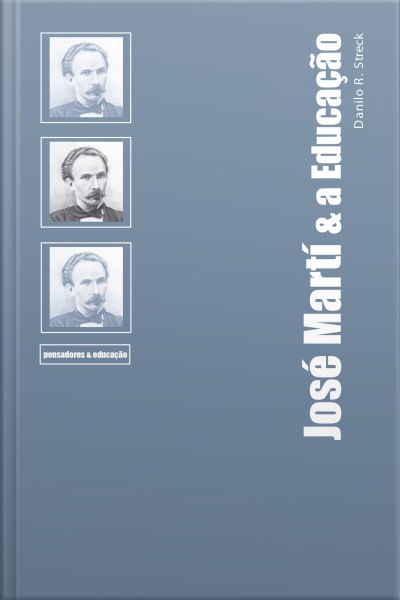 José Martí & a Educação
Danilo R. Streck
pensadores & educação